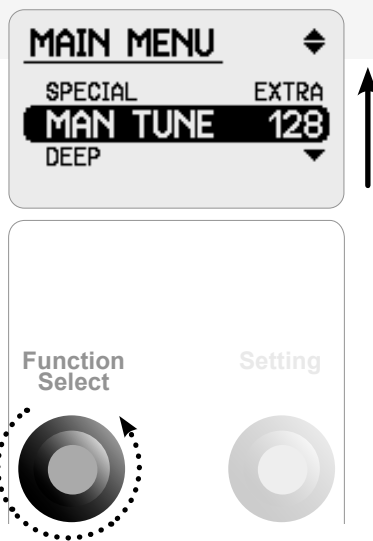 MAIN MENU
SPECIAL EXTRA
MAN TUNE 128
DEEP
Function Setting
Select